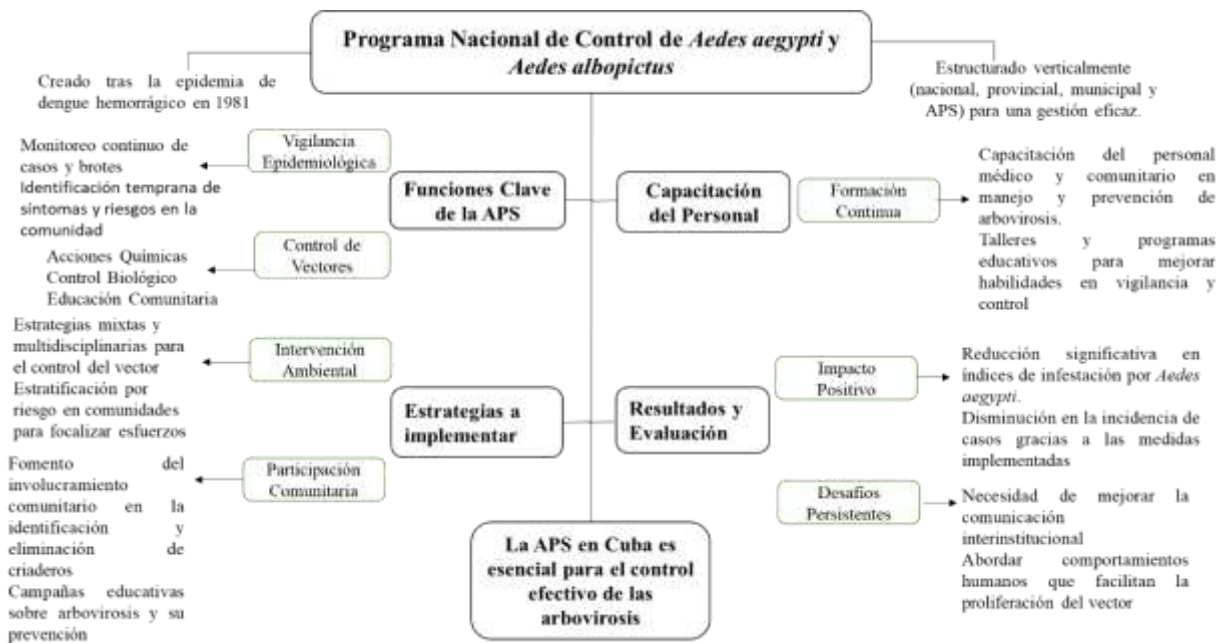 Programa Nacional de Control de Aedes aegypti y
Aedes albopictus
Creado tras la epidemia de
dengue hemorrágico en 1981
Estructurado verticalmente
(nacional, provincial, municipal y
APS) para una gestión eficaz.
Vigilancia
Epidemiológica
Monitoreo continuo de
casos y brotes
Identificación temprana de
síntomas y riesgos en la
comunidad
Funciones Clave
de la APS
Control de
Vectores
Acciones Químicas
Control Biológico
Educación Comunitaria
Capacitación
del Personal
Formación
Continua
Capacitación del personal
médico y comunitario en
manejo y prevención de
arbovirosis.
Talleres y programas
educativos para mejorar
habilidades en vigilancia y
control
Estrategias mixtas y
multidisciplinarias para
el control del vector
Estratificación por
riesgo en comunidades
para focalizar esfuerzos
Intervención
Ambiental
Estrategias a
implementar
Participación
Comunitaria
Fomento del
involucramiento
comunitario en la
identificación y
eliminación de
criaderos
Campañas educativas
sobre arbovirosis y su
prevención
Resultados y
Evaluación
Impacto
Positivo
Reducción significativa en
índices de infestación por Aedes
aegypti.
Disminución en la incidencia de
casos gracias a las medidas
implementadas
Desafíos
Persistentes
Necesidad de mejorar la
comunicación
interinstitucional
Abordar comportamientos
humanos que facilitan la
proliferación del vector
La APS en Cuba es
esencial para el control
efectivo de las
arbovirosis